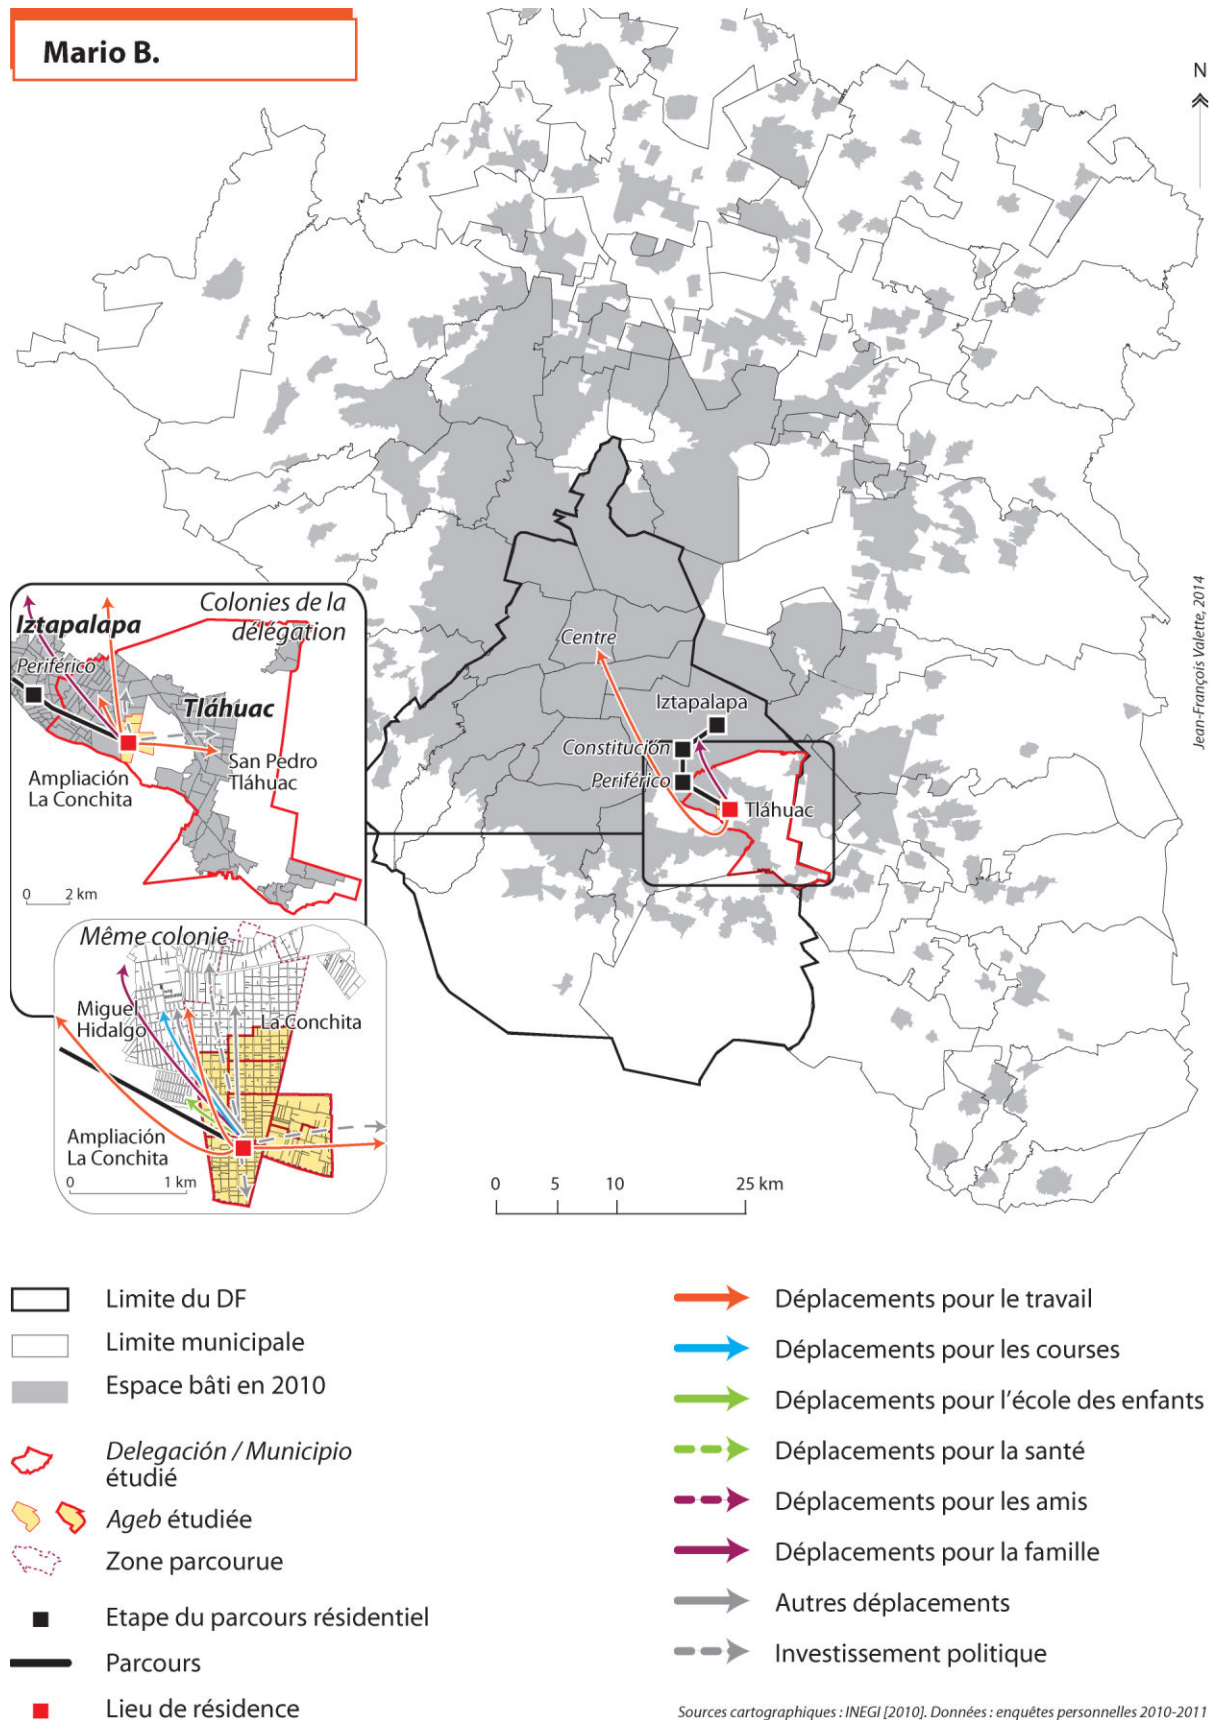 Mario B.
N
Jean-François Valette, 2014
Colonies de la
délégation
Iztapalapa
Periférico
Tláhuac
San Pedro
Tláhuac
Ampliación
La Conchita
0 2 km
Centre
Iztapalapa
Constitución
Periférico
Tláhuac
Même colonie
Miguel
Hidalgo
La Conchita
Ampliación
La Conchita
0 1 km
0 5 10 25 km
Limite du DF
Limite municipale
Espace bâti en 2010
Delegación / Municipio
étudié
Ageb étudiée
Zone parcourue
Etape du parcours résidentiel
Parcours
Lieu de résidence
Déplacements pour le travail
Déplacements pour les courses
Déplacements pour l'école des enfants
Déplacements pour la santé
Déplacements pour les amis
Déplacements pour la famille
Autres déplacements
Investissement politique
Sources cartographiques : INEGI [2010]. Données : enquêtes personnelles 2010-2011